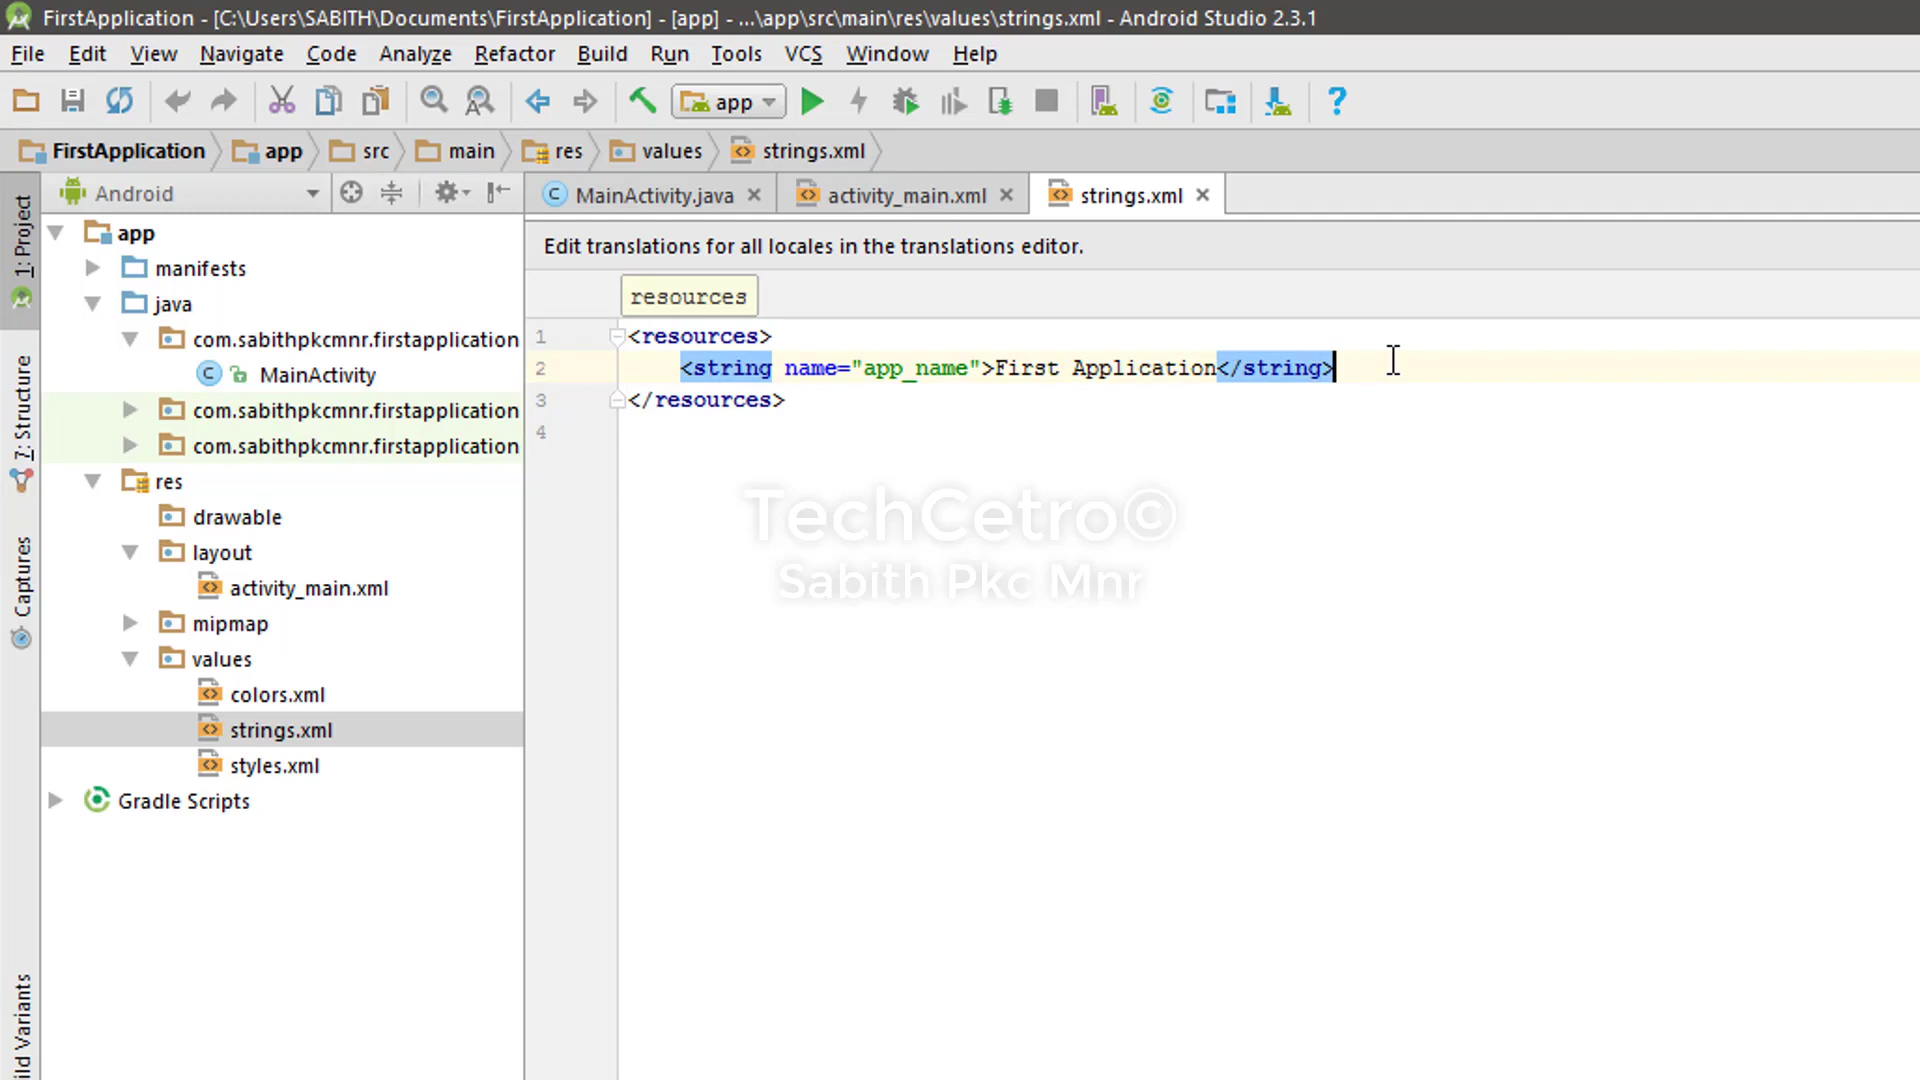 FirstApplication - [C:\Users\SABITH\Documents\FirstApplication] - [app] - ...\app\src\main\res\values\strings.xml - Android Studio 2.3.1
File Edit View Navigate Code Analyze Refactor Build Run Tools VCS Window Help
app
FirstApplication app src main res values strings.xml
Android
MainActivity.java activity_main.xml strings.xml
1: Project
7: Structure
Captures
ild Variants
app
manifests
java
com.sabithpkcmnr.firstapplication
MainActivity
com.sabithpkcmnr.firstapplication
com.sabithpkcmnr.firstapplication
res
drawable
layout
activity_main.xml
mipmap
values
colors.xml
strings.xml
styles.xml
Gradle Scripts
Edit translations for all locales in the translations editor.
resources
1 <resources>
2 <string name="app_name">First Application</string>
3 </resources>
4
TechCetro©
Sabith Pkc Mnr